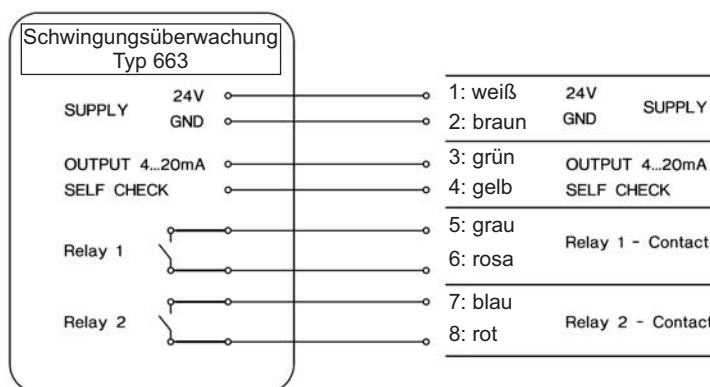 Schwingungsüberwachung
Typ 663
SUPPLY
24V
GND
OUTPUT 4...20mA
SELF CHECK
Relay 1
Relay 2
1: weiß
24V
SUPPLY
2: braun
GND
3: grün
OUTPUT 4...20mA
4: gelb
SELF CHECK
5: grau
Relay 1 - Contact
6: rosa
7: blau
Relay 2 - Contact
8: rot